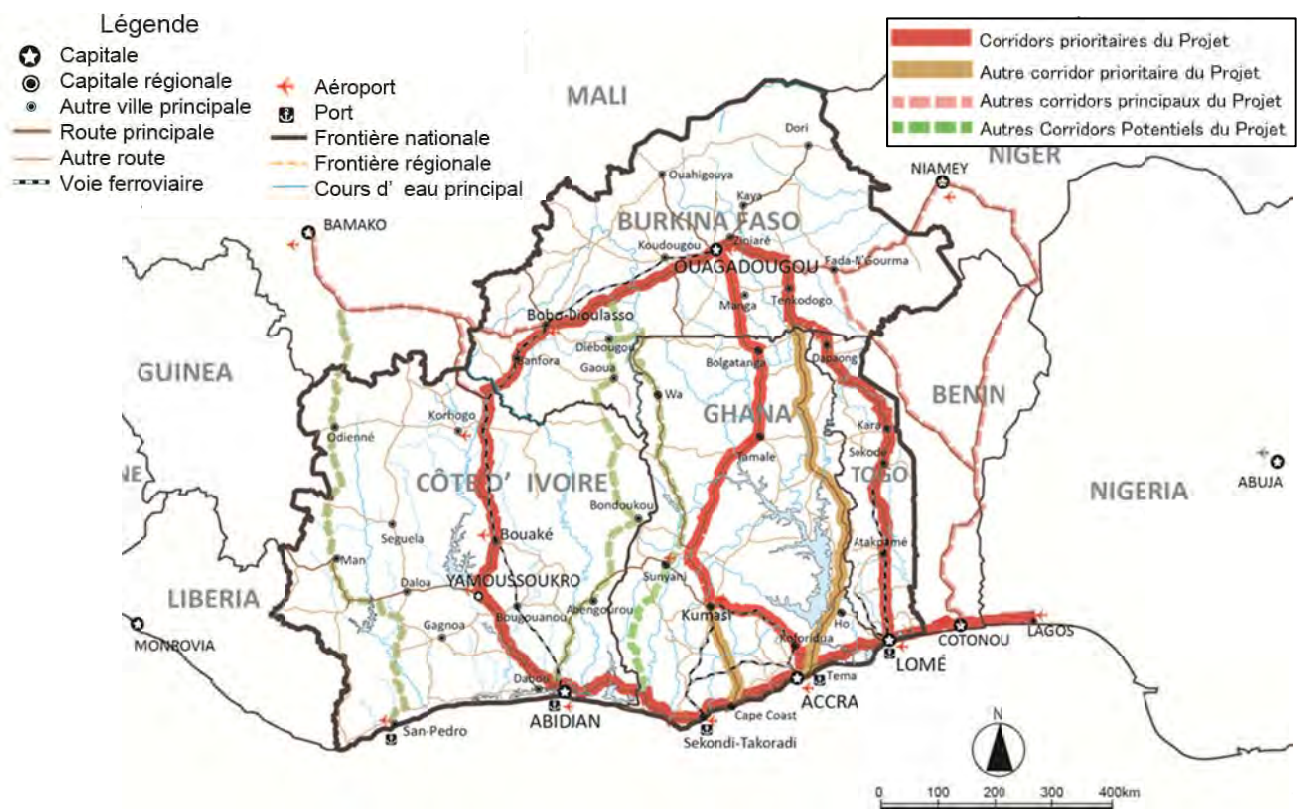 Légende
Capitale
Capitale régionale
Autre ville principale
Route principale
Autre route
Voie ferroviaire
Aéroport
Port
Frontière nationale
Frontière régionale
Cours d' eau principal
Corridors prioritaires du Projet
Autre corridor prioritaire du Projet
Autres corridors principaux du Projet
Autres Corridors Potentiels du Projet
MALI
NIGER
NIAMEY
Dori
Ouahigouya
Kaya
BAMAKO
BURKINA FASO
Ziniaré
Koudougou
OUAGADOUGOU
Fada-N'Gourma
Manga
Tenkodogo
Bobo-Dioulasso
Diébougou
Banfora
Gaoua
Bolgatanga
Dapaong
GUINEA
BENIN
Wa
GHANA
Korhogo
Odienné
Kara
Tamale
Sokodé
TOGO
CÔTE D' IVOIRE
NE
ABUJA
NIGERIA
Bondoukou
Seguela
Bouaké
Atakpamé
Man
Sunyani
Daloa
YAMOUSSOUKRO
LIBERIA
Bougouanou
Abengourou
Kumasi
Ho
Gagnoa
Koforidua
MONROVIA
LOMÉ
COTONOU
LAGOS
Dabou
Tema
ACCRA
ABIDIAN
Cape Coast
San-Pedro
Sekondi-Takoradi
N
0 100 200 300 400km